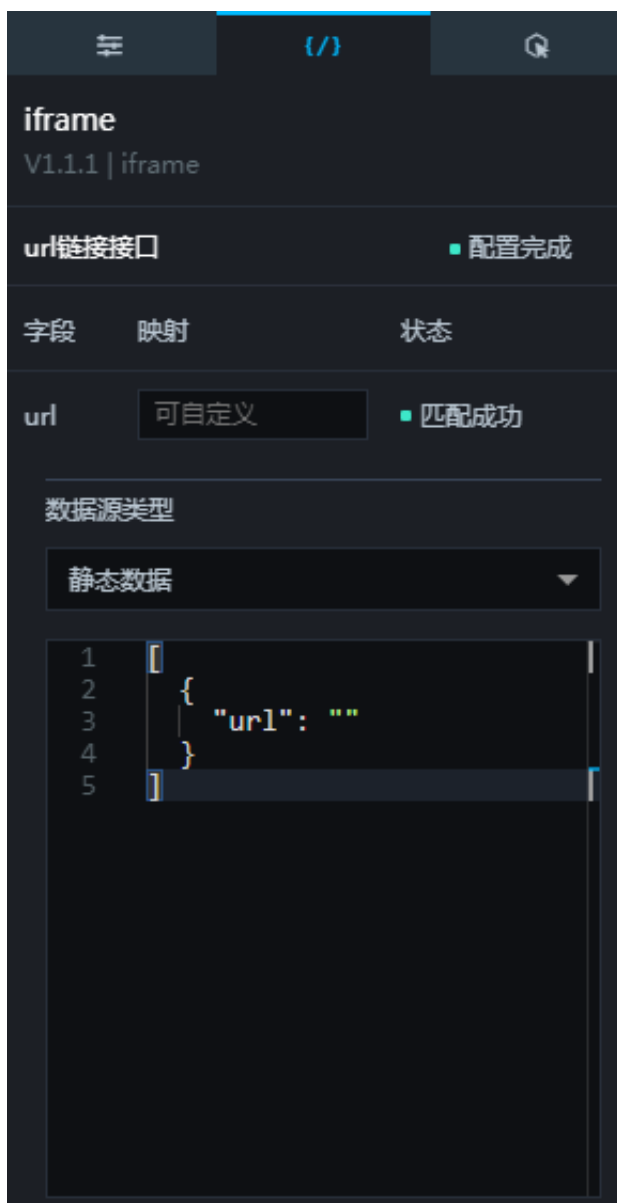 {/}
iframe
V1.1.1 | iframe
url链接接口 配置完成
字段 映射 状态
url 可自定义 匹配成功
数据源类型
静态数据
1 [
2 {
3 "url": ""
4 }
5 ]